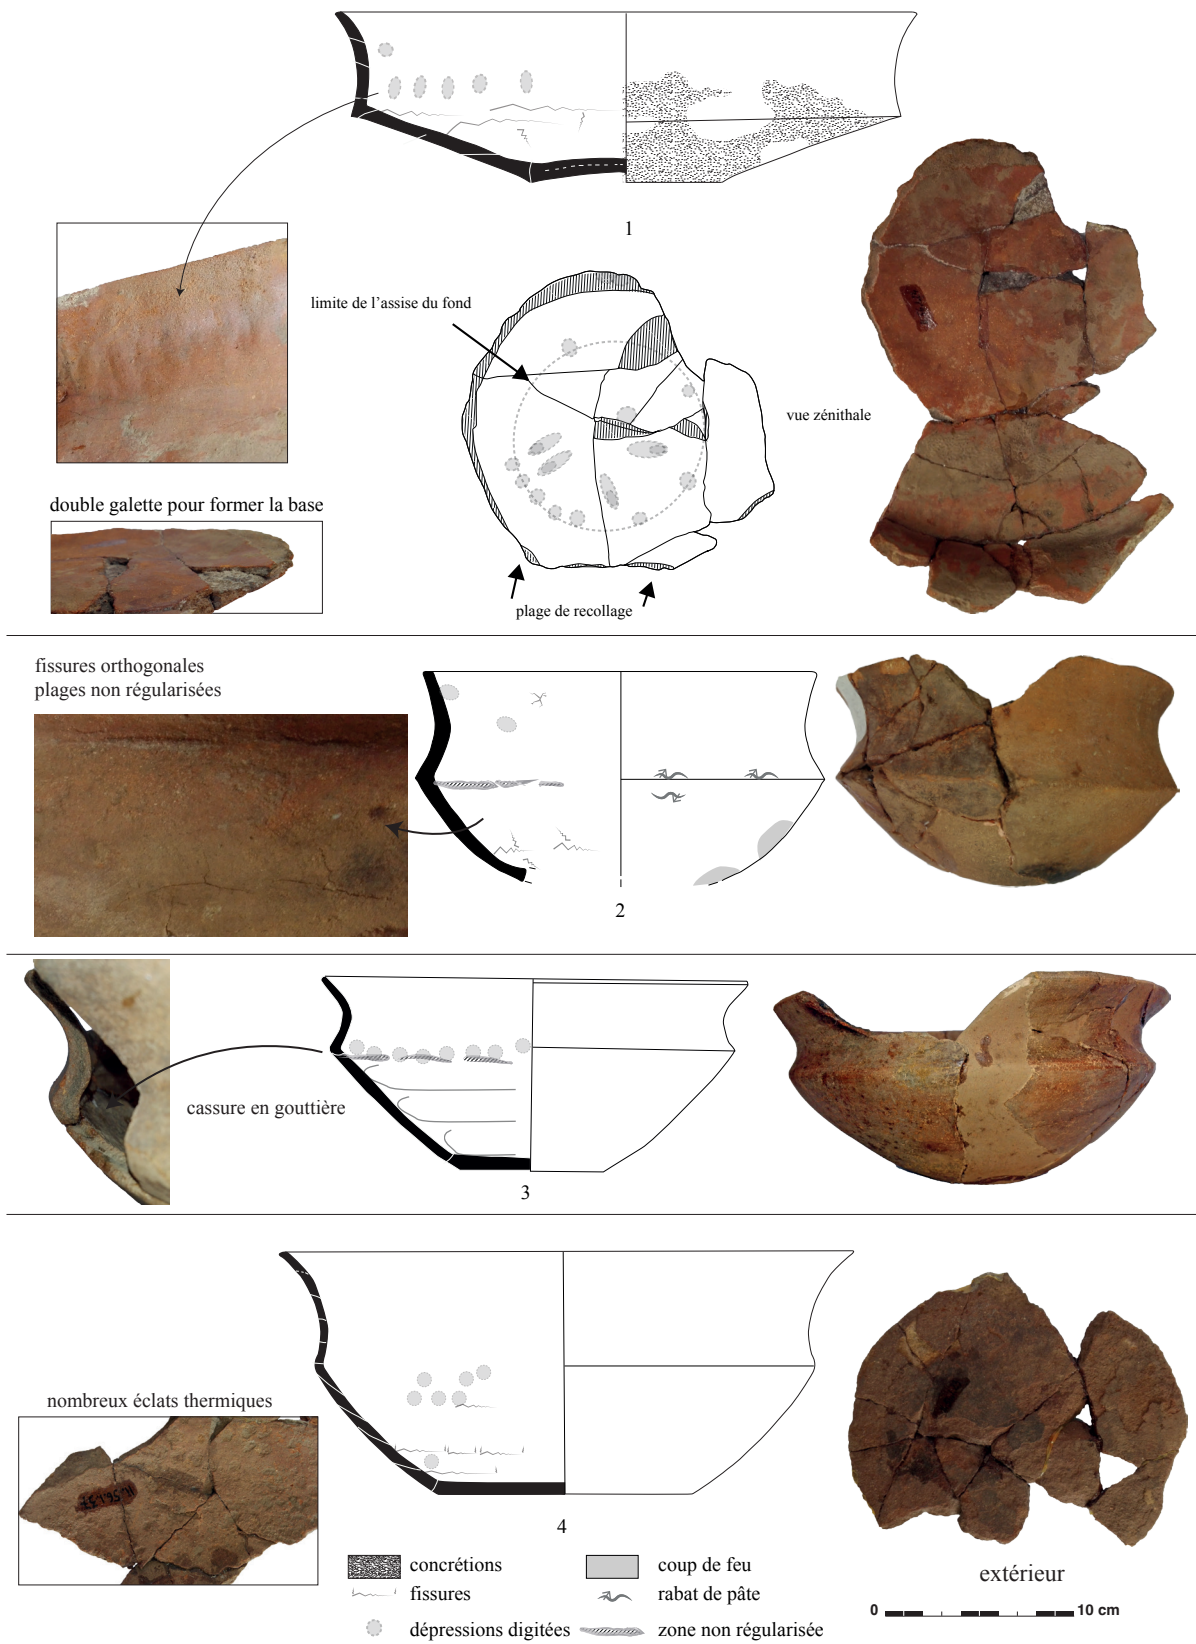 1
limite de l’assise du fond
vue zénithale
double galette pour former la base
plage de recollage
fissures orthogonales
plages non régularisées
2
cassure en gouttière
3
nombreux éclats thermiques
4
concrétions
coup de feu
fissures
rabat de pâte
dépressions digitées
zone non régularisée
extérieur
0 10 cm